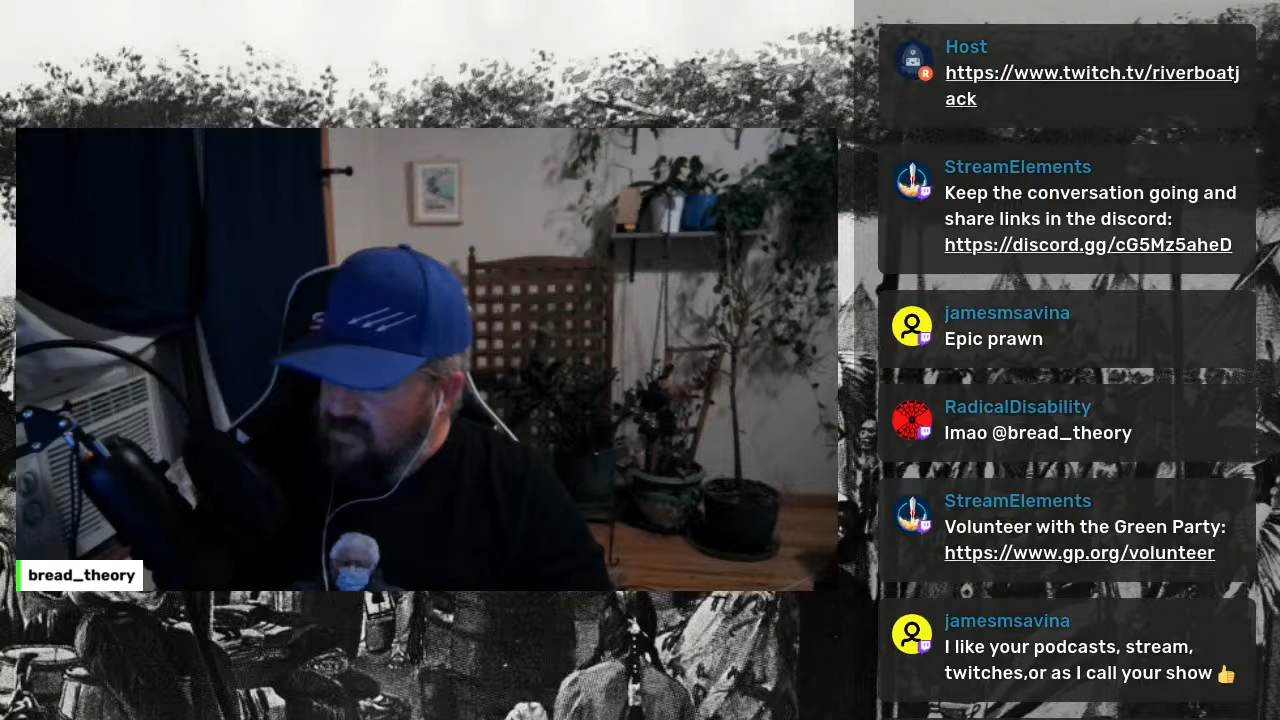 Host
https://www.twitch.tv/riverboatj
ack
StreamElements
Keep the conversation going and
share links in the discord:
https://discord.gg/cG5Mz5aheD
jamesmsavina
Epic prawn
RadicalDisability
lmao @bread_theory
StreamElements
Volunteer with the Green Party:
https://www.gp.org/volunteer
jamesmsavina
I like your podcasts, stream,
twitches,or as I call your show 👍
bread_theory